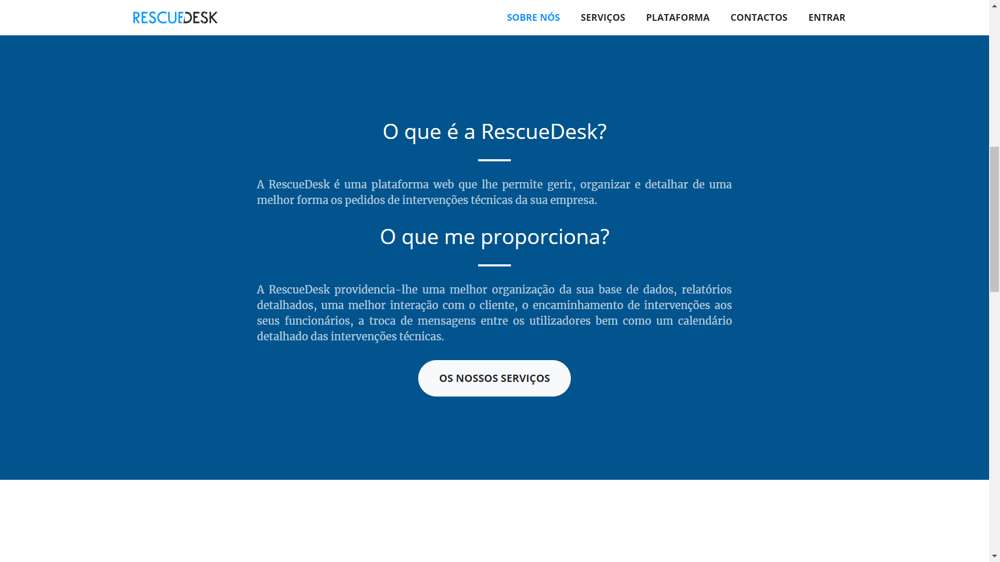 RESCUEDESK
SOBRE NÓS SERVIÇOS PLATAFORMA CONTACTOS ENTRAR
O que é a RescueDesk?
A RescueDesk é uma plataforma web que lhe permite gerir, organizar e detalhar de uma
melhor forma os pedidos de intervenções técnicas da sua empresa.
O que me proporciona?
A RescueDesk providencia-lhe uma melhor organização da sua base de dados, relatórios
detalhados, uma melhor interação com o cliente, o encaminhamento de intervenções aos
seus funcionários, a troca de mensagens entre os utilizadores bem como um calendário
detalhado das intervenções técnicas.
OS NOSSOS SERVIÇOS